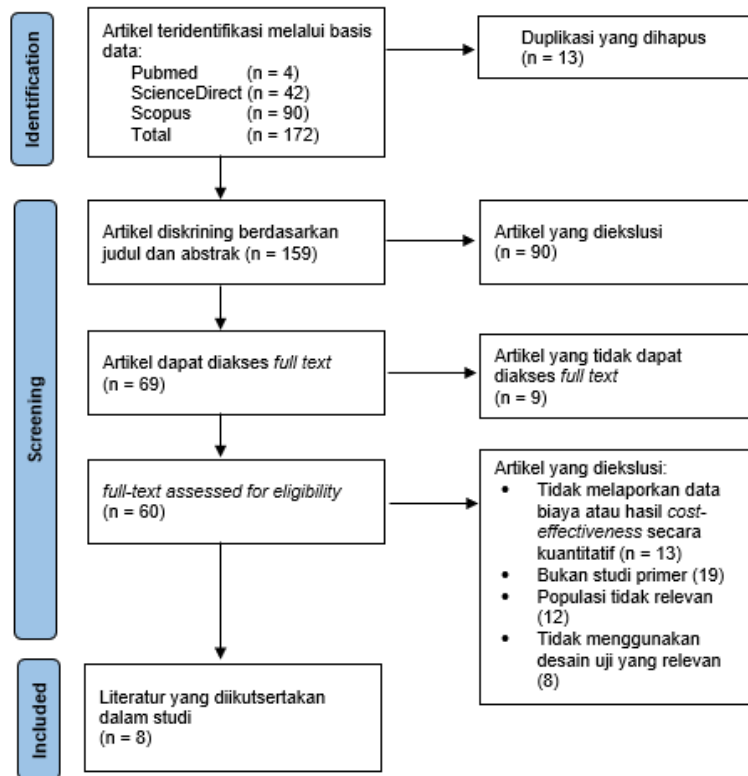 Identification
Artikel teridentifikasi melalui basis
data:
Pubmed (n = 4)
ScienceDirect (n = 42)
Scopus (n = 90)
Total (n = 172)
Duplikasi yang dihapus
(n = 13)
Screening
Artikel diskrining berdasarkan
judul dan abstrak (n = 159)
Artikel yang diekslusi
(n = 90)
Artikel dapat diakses full text
(n = 69)
Artikel yang tidak dapat
diakses full text
(n = 9)
full-text assessed for eligibility
(n = 60)
Artikel yang diekslusi:
• Tidak melaporkan data
biaya atau hasil cost-
effectiveness secara
kuantitatif (n = 13)
• Bukan studi primer (19)
• Populasi tidak relevan
(12)
• Tidak menggunakan
desain uji yang relevan
(8)
Included
Literatur yang diikutsertakan
dalam studi
(n = 8)